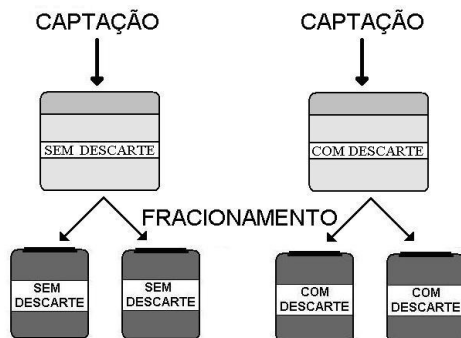 CAPTAÇÃO CAPTAÇÃO
SEM DESCARTE COM DESCARTE
FRACIONAMENTO
SEM
DESCARTE
SEM
DESCARTE
COM
DESCARTE
COM
DESCARTE